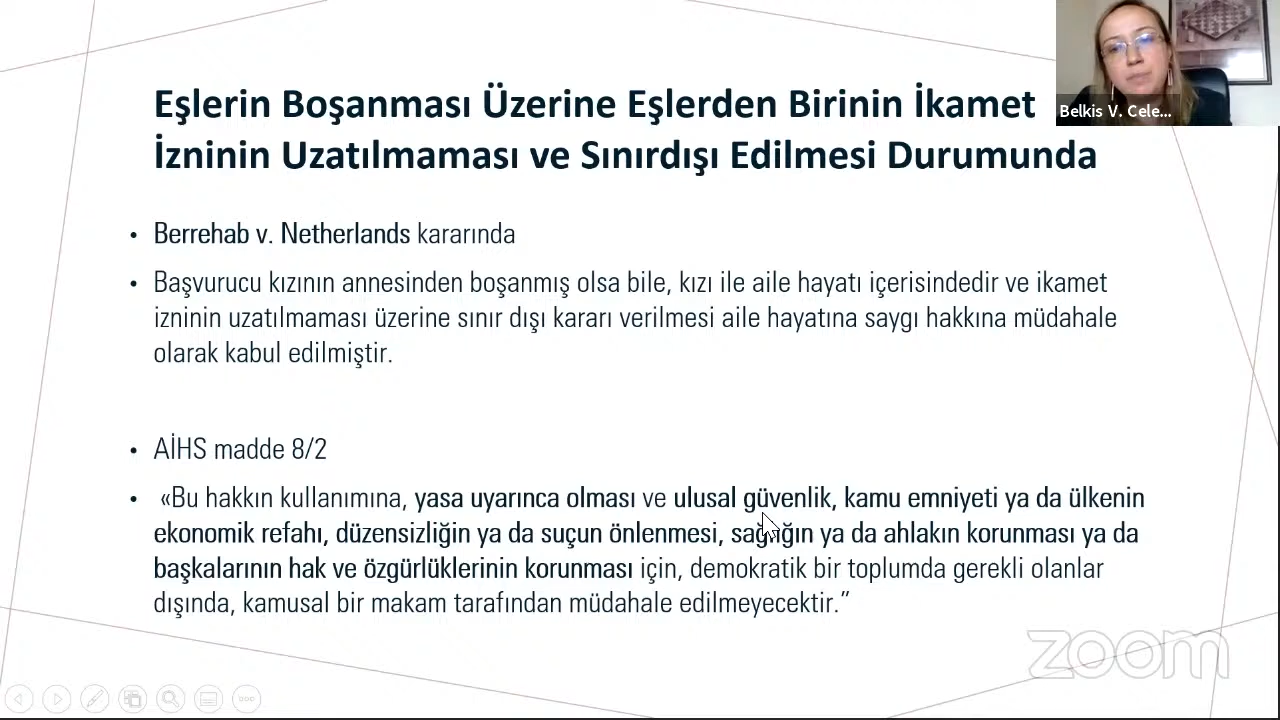 Belkis V. Cele...
Eşlerin Boşanması Üzerine Eşlerden Birinin İkamet
İzninin Uzatılmaması ve Sınırdışı Edilmesi Durumunda
• Berrehab v. Netherlands kararında
• Başvurucu kızının annesinden boşanmış olsa bile, kızı ile aile hayatı içerisindedir ve ikamet
izninin uzatılmaması üzerine sınır dışı kararı verilmesi aile hayatına saygı hakkına müdahale
olarak kabul edilmiştir.
• AİHS madde 8/2
• «Bu hakkın kullanımına, yasa uyarınca olması ve ulusal güvenlik, kamu emniyeti ya da ülkenin
ekonomik refahı, düzensizliğin ya da suçun önlenmesi, sağlığın ya da ahlakın korunması ya da
başkalarının hak ve özgürlüklerinin korunması için, demokratik bir toplumda gerekli olanlar
dışında, kamusal bir makam tarafından müdahale edilmeyecektir.”
zoom